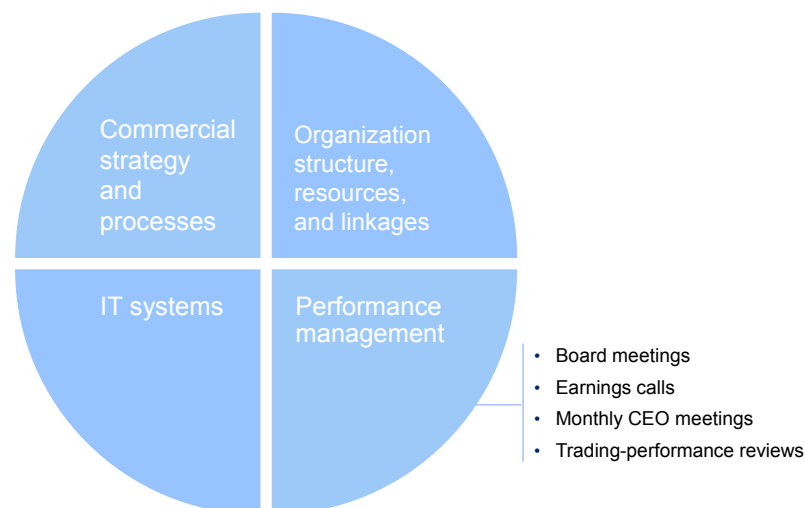 Commercial
strategy
and
processes
Organization
structure,
resources,
and linkages
IT systems
Performance
management
• Board meetings
• Earnings calls
• Monthly CEO meetings
• Trading-performance reviews